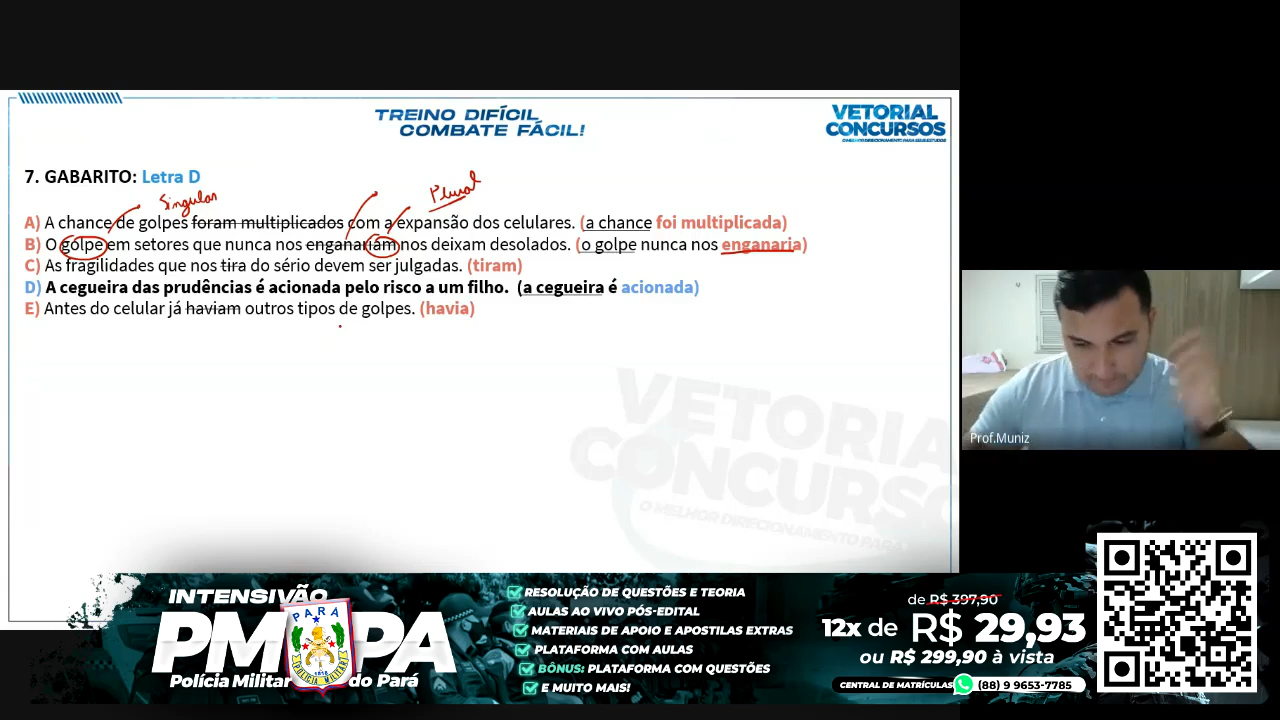 TREINO DIFÍCIL
COMBATE FÁCIL!
VETORIAL
CONCURSOS
7. GABARITO: Letra D
Singular
Plural
A) A chance de golpes foram multiplicados com a expansão dos celulares. (a chance foi multiplicada)
B) O golpe em setores que nunca nos enganariam nos deixam desolados. (o golpe nunca nos enganaria)
C) As fragilidades que nos tira do sério devem ser julgadas. (tiram)
D) A cegueira das prudências é acionada pelo risco a um filho. (a cegueira é acionada)
E) Antes do celular já haviam outros tipos de golpes. (havia)
VETORIAL
CONCURSO
O MELHOR DIRECIONAMENTO PARA
Prof.Muniz
INTENSIVÃO
PM PA
PARÁ
Polícia Militar do Pará
RESOLUÇÃO DE QUESTÕES E TEORIA
AULAS AO VIVO PÓS-EDITAL
MATERIAIS DE APOIO E APOSTILAS EXTRAS
PLATAFORMA COM AULAS
BÔNUS: PLATAFORMA COM QUESTÕES
E MUITO MAIS!
de R$ 397,90
12x de R$ 29,93
ou R$ 299,90 à vista
CENTRAL DE MATRÍCULAS (88) 9 9653-7785